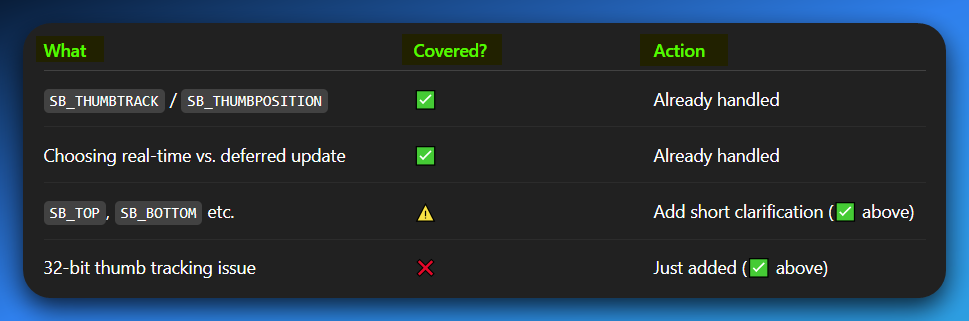 What Covered? Action
SB_THUMBTRACK / SB_THUMBPOSITION ✅ Already handled
Choosing real-time vs. deferred update ✅ Already handled
SB_TOP, SB_BOTTOM etc. ⚠️ Add short clarification (✅ above)
32-bit thumb tracking issue ❌ Just added (✅ above)